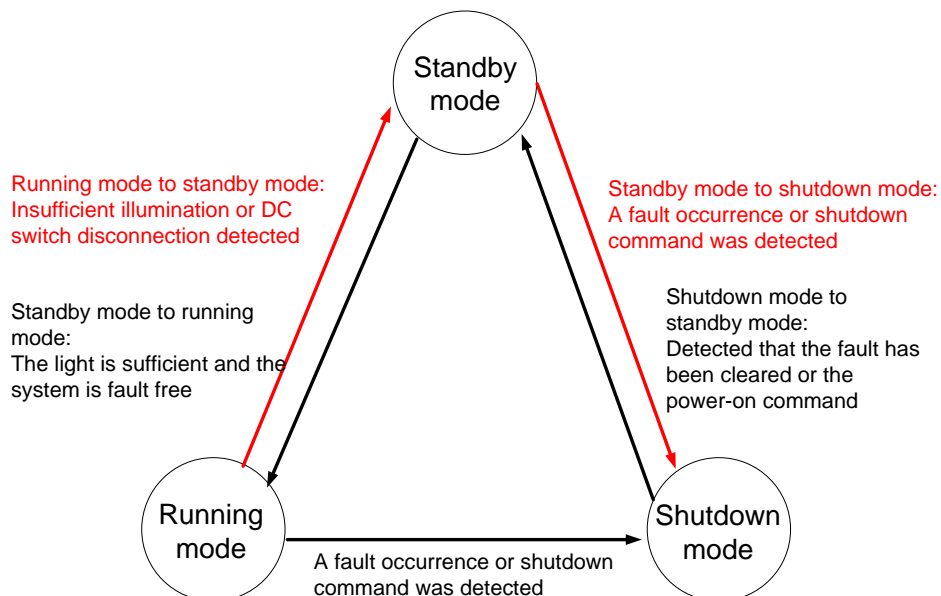 Standby
mode
Running mode to standby mode:
Insufficient illumination or DC
switch disconnection detected
Standby mode to shutdown mode:
A fault occurrence or shutdown
command was detected
Standby mode to running
mode:
The light is sufficient and the
system is fault free
Shutdown mode to
standby mode:
Detected that the fault has
been cleared or the
power-on command
Running
mode
Shutdown
mode
A fault occurrence or shutdown
command was detected